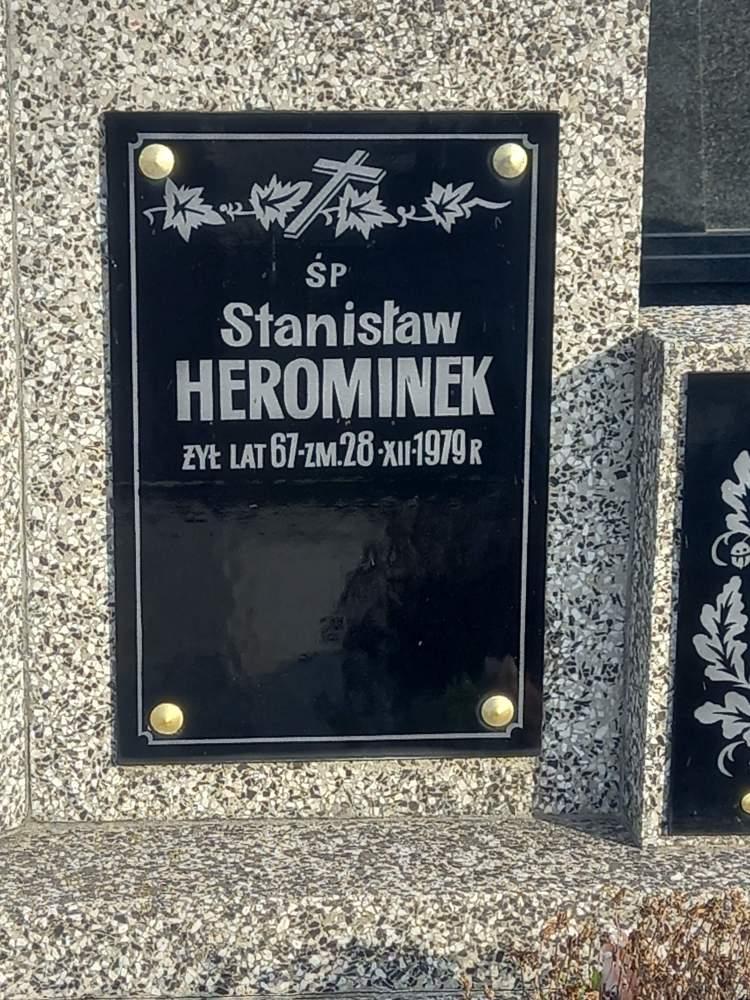 ŚP
Stanisław
HEROMINEK
ŻYŁ LAT 67-ZM.28·XII·1979 R